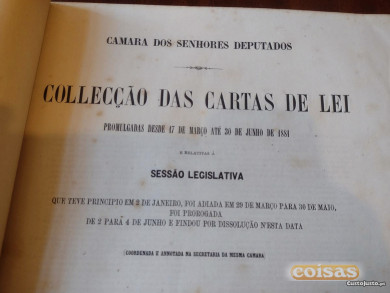 CAMARA DOS SENHORES DEPUTADOS
COLLECÇÃO DAS CARTAS DE LEI
PROMULGADAS DESDE 17 DE MARÇO ATÉ 30 DE JUNHO DE 1881
E RELATIVAS Á
SESSÃO LEGISLATIVA
QUE TEVE PRINCIPIO EM 2 DE JANEIRO, FOI ADIADA EM 29 DE MARÇO PARA 30 DE MAIO,
FOI PROROGADA
DE 2 PARA 4 DE JUNHO E FINDOU POR DISSOLUÇÃO N'ESTA DATA
COORDENADA E ANNOTADA NA SECRETARIA DA MESMA CAMARA
coisas
CustoJusto.pt